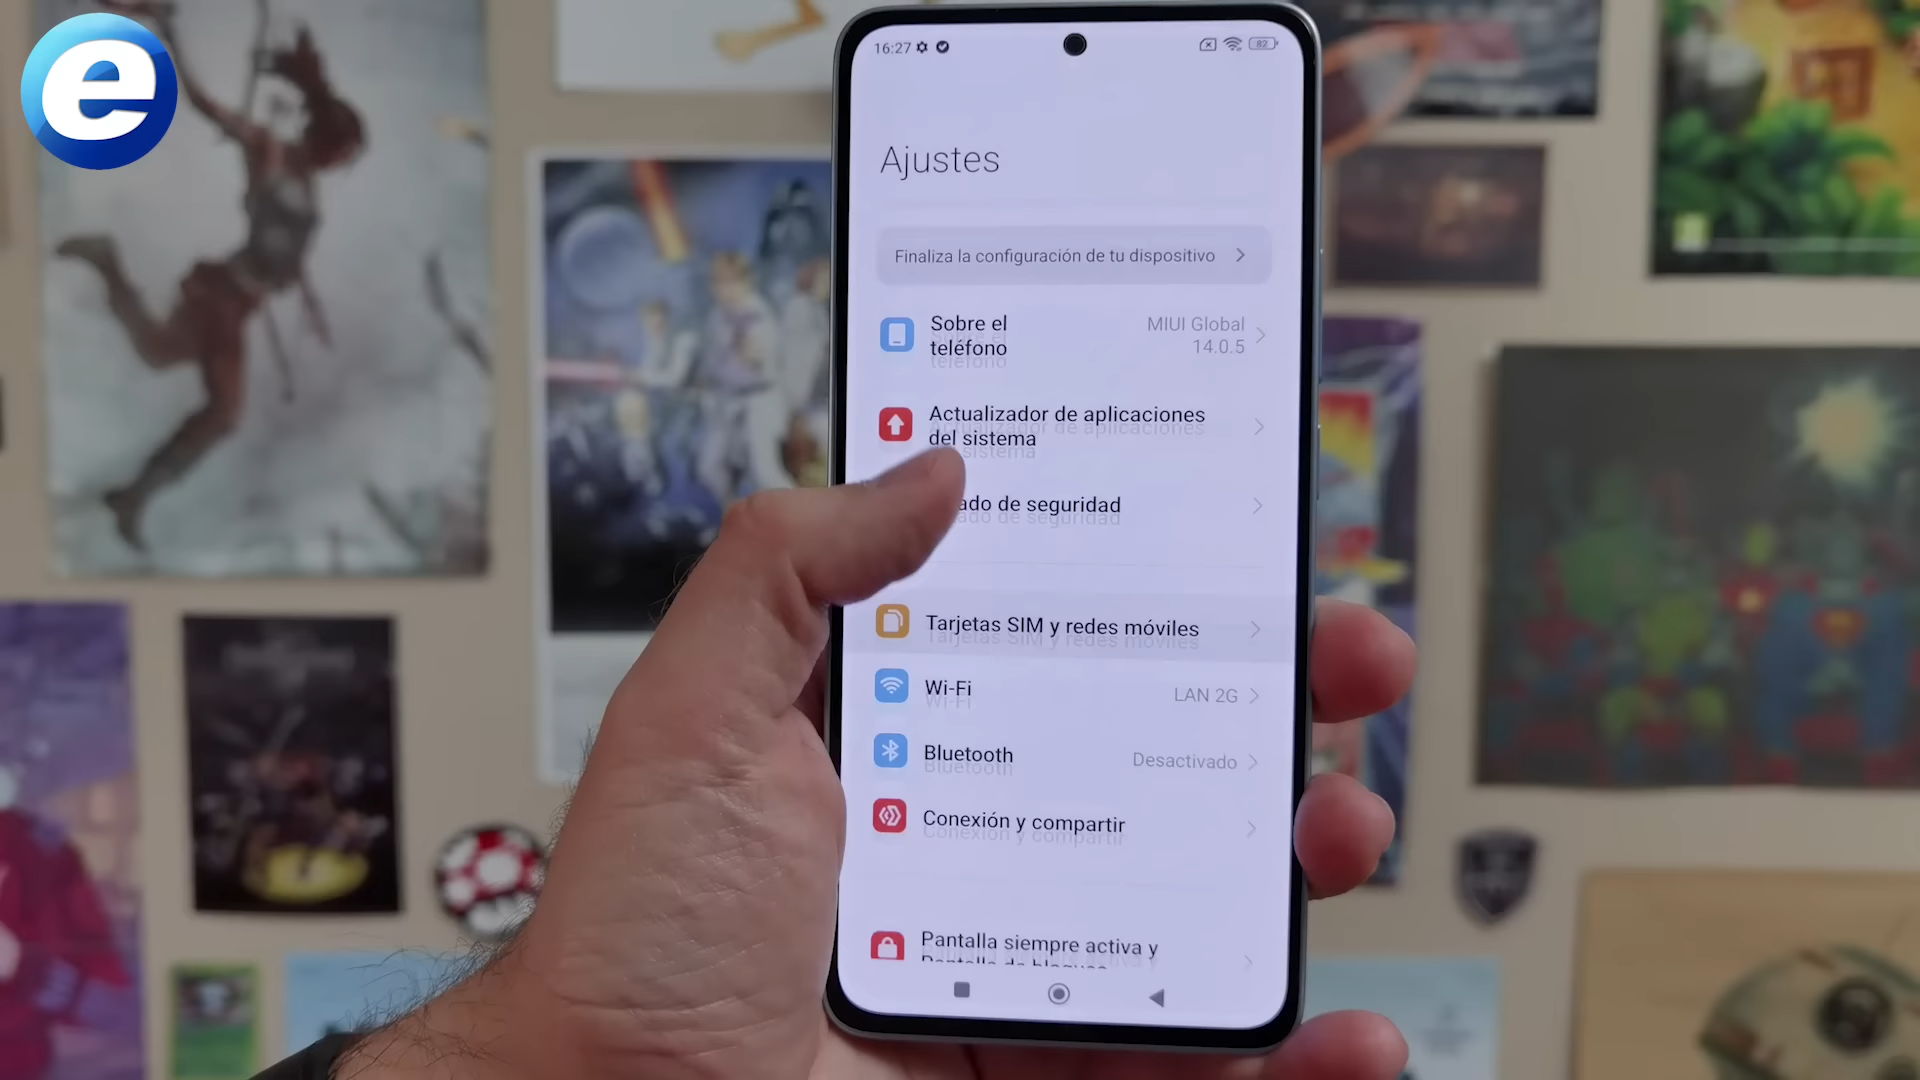 e
16:27
82
Ajustes
Finaliza la configuración de tu dispositivo
Sobre el
teléfono
MIUI Global
14.0.5
Actualizador de aplicaciones
del sistema
ado de seguridad
Tarjetas SIM y redes móviles
Wi-Fi
LAN 2G
Bluetooth
Desactivado
Conexión y compartir
Pantalla siempre activa y